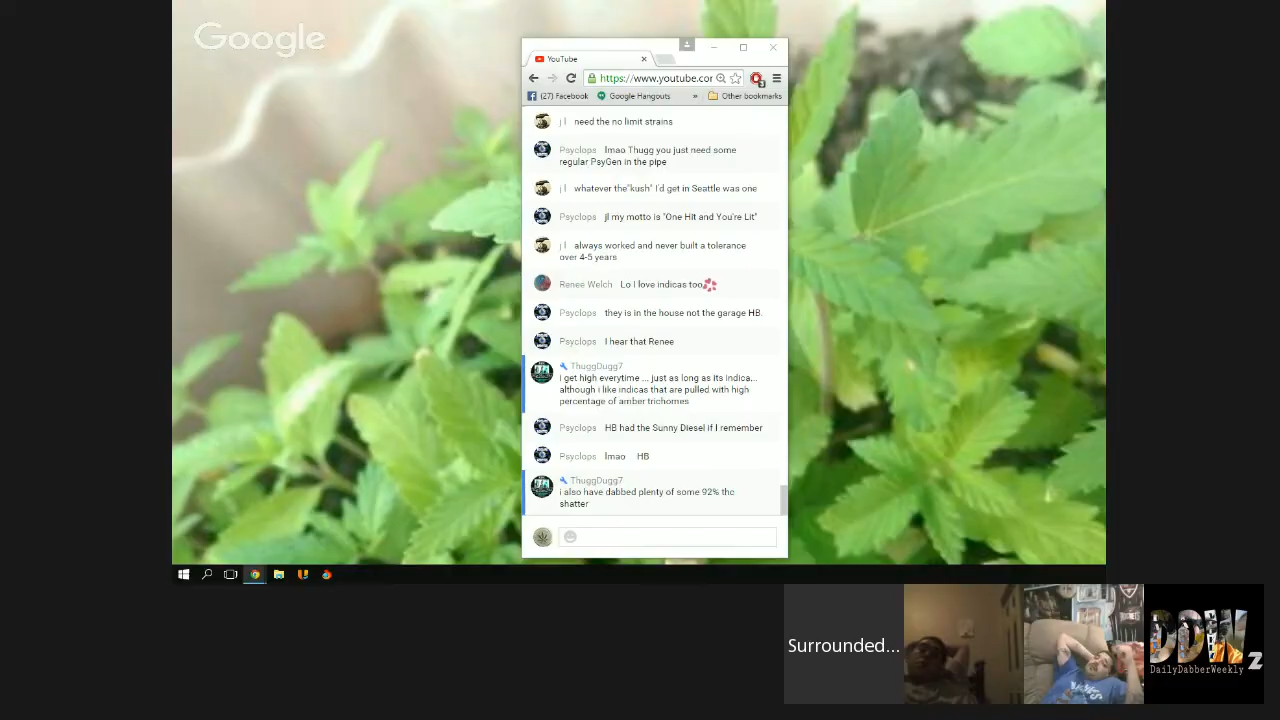 Google
YouTube
https://www.youtube.cor
(27) Facebook
Google Hangouts
»
Other bookmarks
j l need the no limit strains
Psyclops lmao Thugg you just need some
regular PsyGen in the pipe
j l whatever the"kush" I'd get in Seattle was one
Psyclops jl my motto is "One Hit and You're Lit"
j l always worked and never built a tolerance
over 4-5 years
Renee Welch Lo I love indicas too
Psyclops they is in the house not the garage HB.
Psyclops I hear that Renee
ThuggDugg7
i get high everytime ... just as long as its indica...
although i like indicas that are pulled with high
percentage of amber trichomes
Psyclops HB had the Sunny Diesel if I remember
Psyclops lmao HB
ThuggDugg7
i also have dabbed plenty of some 92% thc
shatter
Surrounded...
DDWz
DailyDabberWeekly